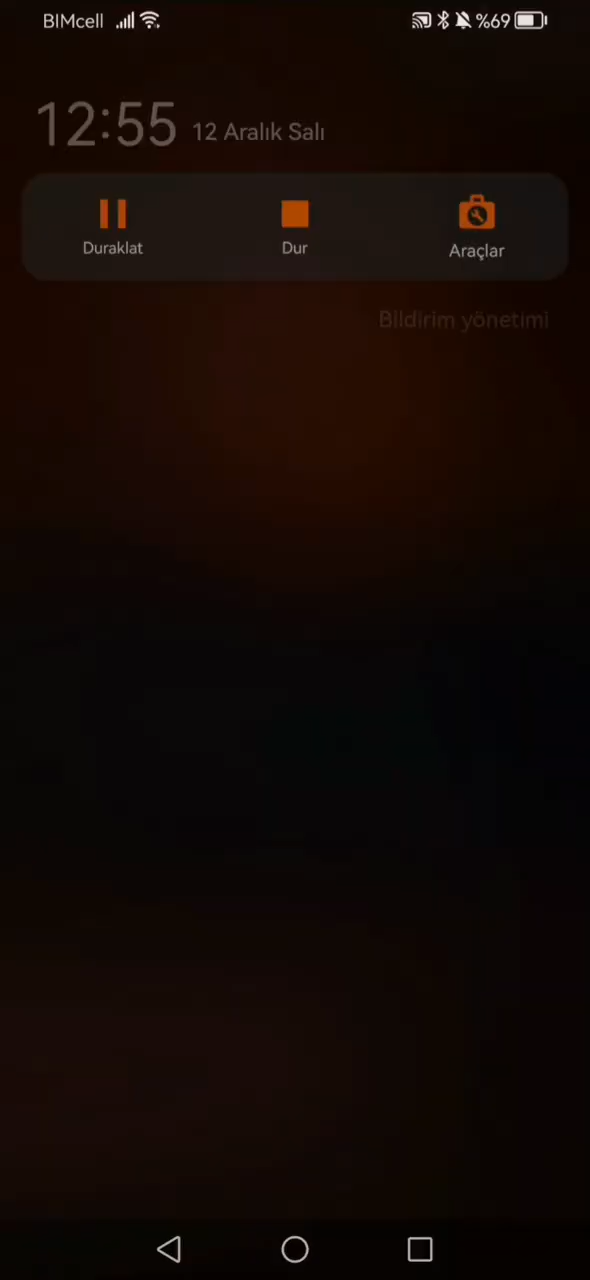 BIMcell %69
12:55 12 Aralık Salı
Duraklat Dur Araçlar
Bildirim yönetimi